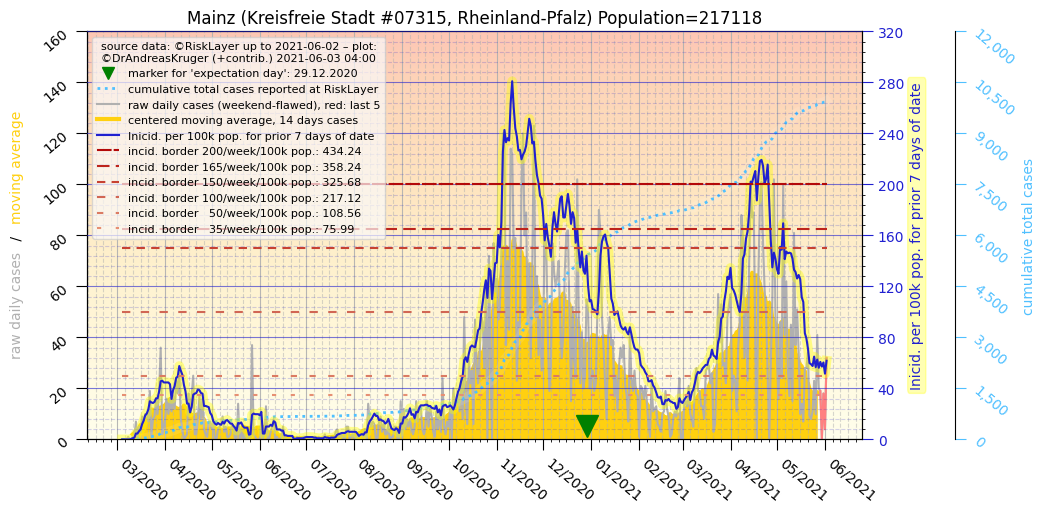 Mainz (Kreisfreie Stadt #07315, Rheinland-Pfalz) Population=217118
source data: ©RiskLayer up to 2021-06-02 – plot:
©DrAndreasKruger (+contrib.) 2021-06-03 04:00
marker for 'expectation day': 29.12.2020
cumulative total cases reported at RiskLayer
raw daily cases (weekend-flawed), red: last 5
centered moving average, 14 days cases
Inicid. per 100k pop. for prior 7 days of date
incid. border 200/week/100k pop.: 434.24
incid. border 165/week/100k pop.: 358.24
incid. border 150/week/100k pop.: 325.68
incid. border 100/week/100k pop.: 217.12
incid. border 50/week/100k pop.: 108.56
incid. border 35/week/100k pop.: 75.99
raw daily cases / moving average
160
140
120
100
80
60
40
20
0
03/2020
04/2020
05/2020
06/2020
07/2020
08/2020
09/2020
10/2020
11/2020
12/2020
01/2021
02/2021
03/2021
04/2021
05/2021
06/2021
320
280
240
200
160
120
80
40
0
Inicid. per 100k pop. for prior 7 days of date
12,000
10,500
9,000
7,500
6,000
4,500
3,000
1,500
0
cumulative total cases